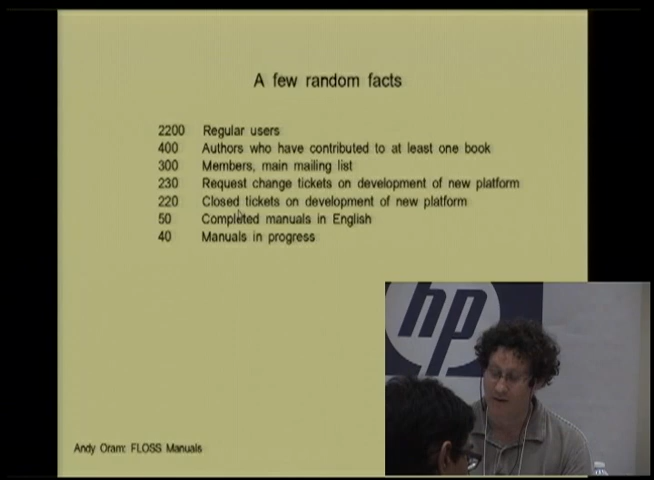 A few random facts
2200 Regular users
400 Authors who have contributed to at least one book
300 Members, main mailing list
230 Request change tickets on development of new platform
220 Closed tickets on development of new platform
50 Completed manuals in English
40 Manuals in progress
hp
Andy Oram: FLOSS Manuals